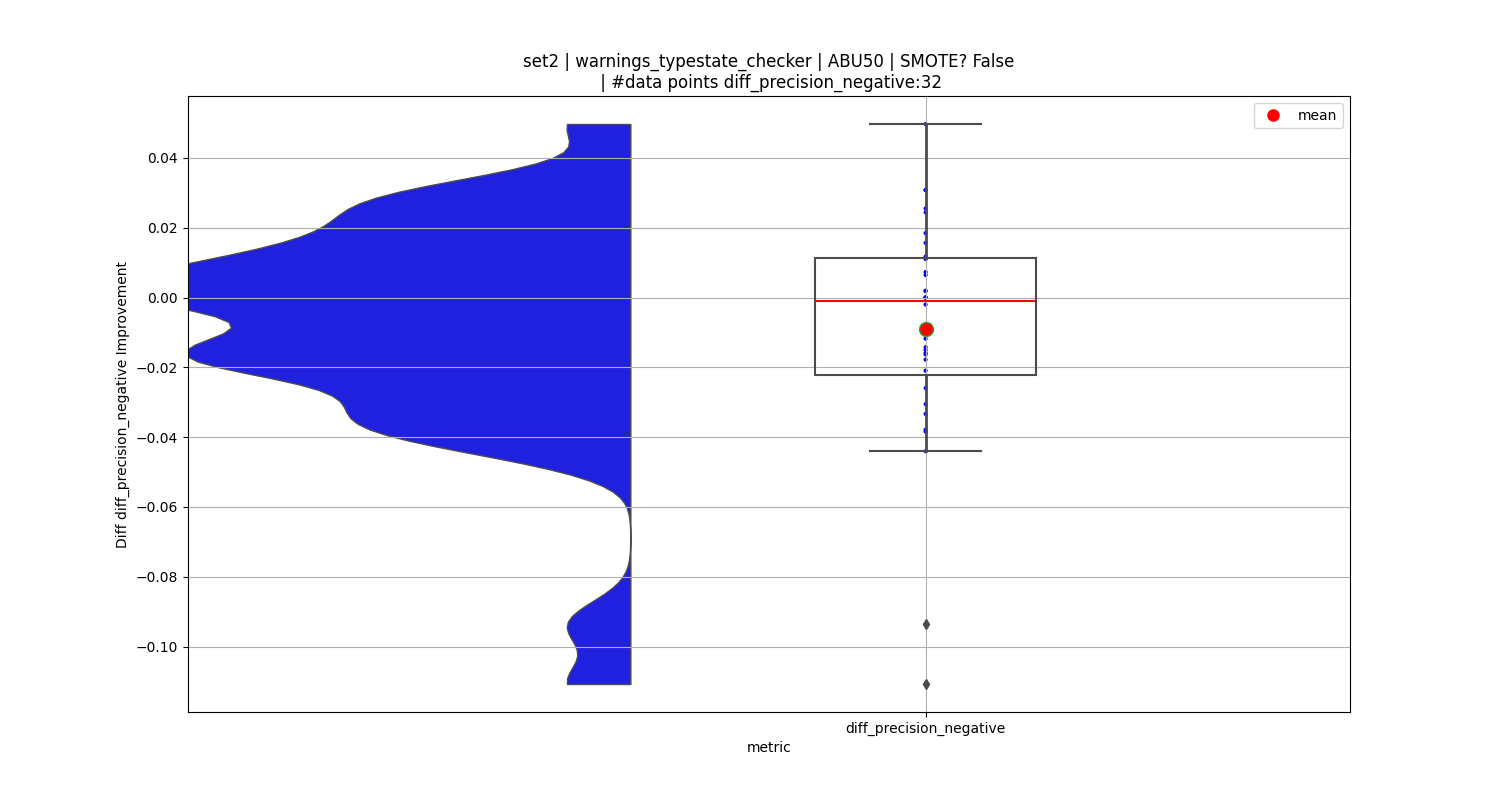 set2 | warnings_typestate_checker | ABU50 | SMOTE? False
| #data points diff_precision_negative:32
mean
0.04
0.02
0.00
−0.02
−0.04
−0.06
−0.08
−0.10
Diff diff_precision_negative Improvement
diff_precision_negative
metric